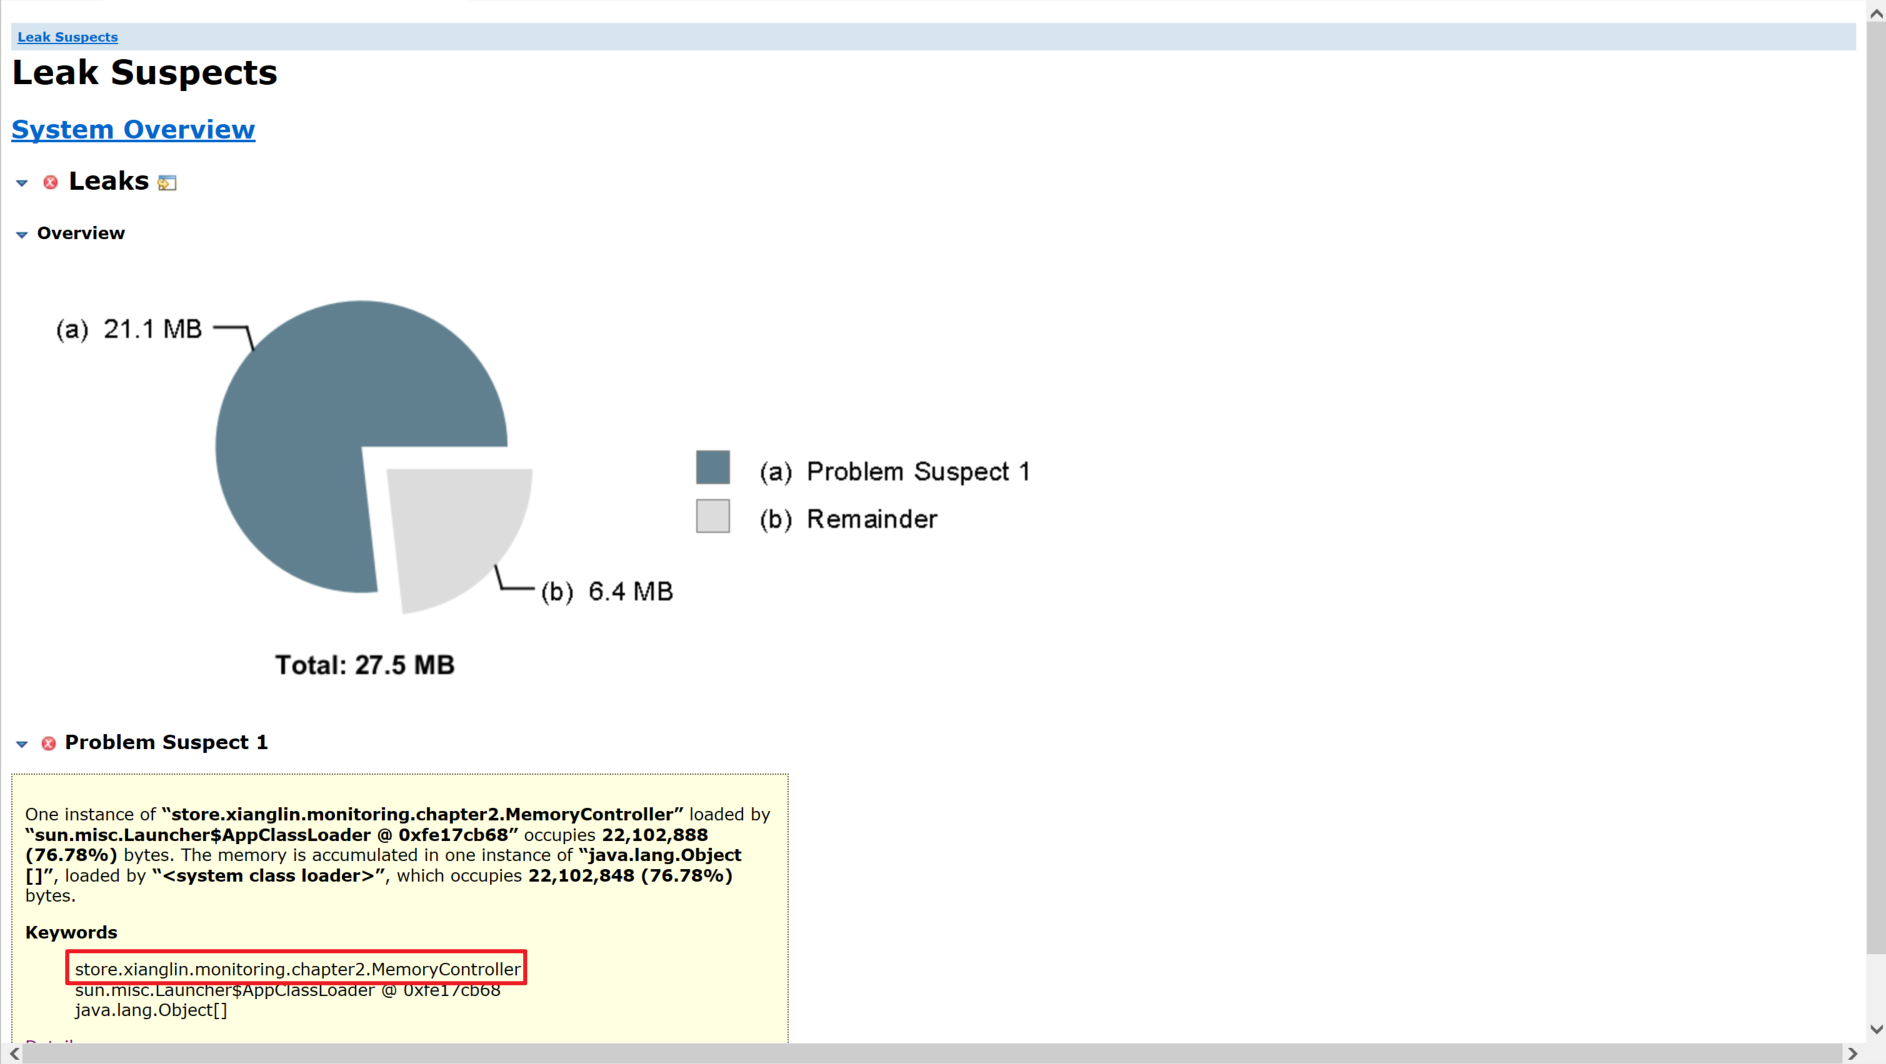 Leak Suspects
Leak Suspects
System Overview
Leaks
Overview
(a) 21.1 MB
(a) Problem Suspect 1
(b) Remainder
(b) 6.4 MB
Total: 27.5 MB
Problem Suspect 1
One instance of “store.xianglin.monitoring.chapter2.MemoryController” loaded by
“sun.misc.Launcher$AppClassLoader @ 0xfe17cb68” occupies 22,102,888
(76.78%) bytes. The memory is accumulated in one instance of “java.lang.Object
[]”, loaded by “<system class loader>”, which occupies 22,102,848 (76.78%)
bytes.
Keywords
store.xianglin.monitoring.chapter2.MemoryController
sun.misc.Launcher$AppClassLoader @ 0xfe17cb68
java.lang.Object[]